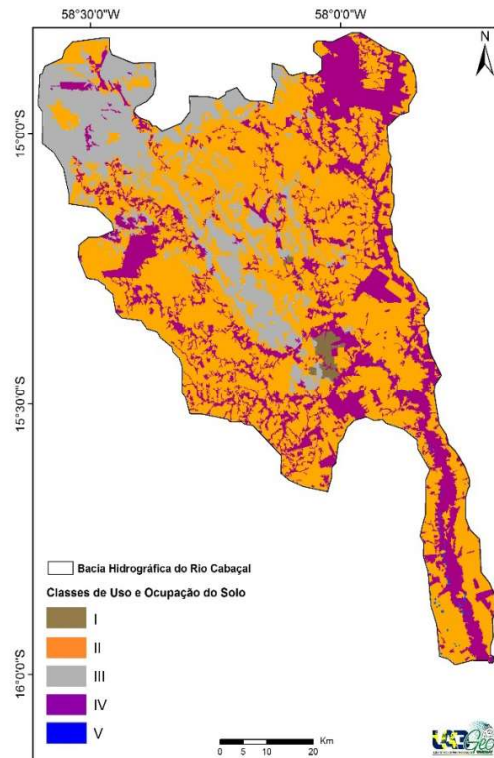 58°30'0"W
58°0'0"W
N
15°0'0"S
15°30'0"S
16°0'0"S
Bacia Hidrográfica do Rio Cabaçal
Classes de Uso e Ocupação do Solo
I
II
III
IV
V
Km
0 5 10 20